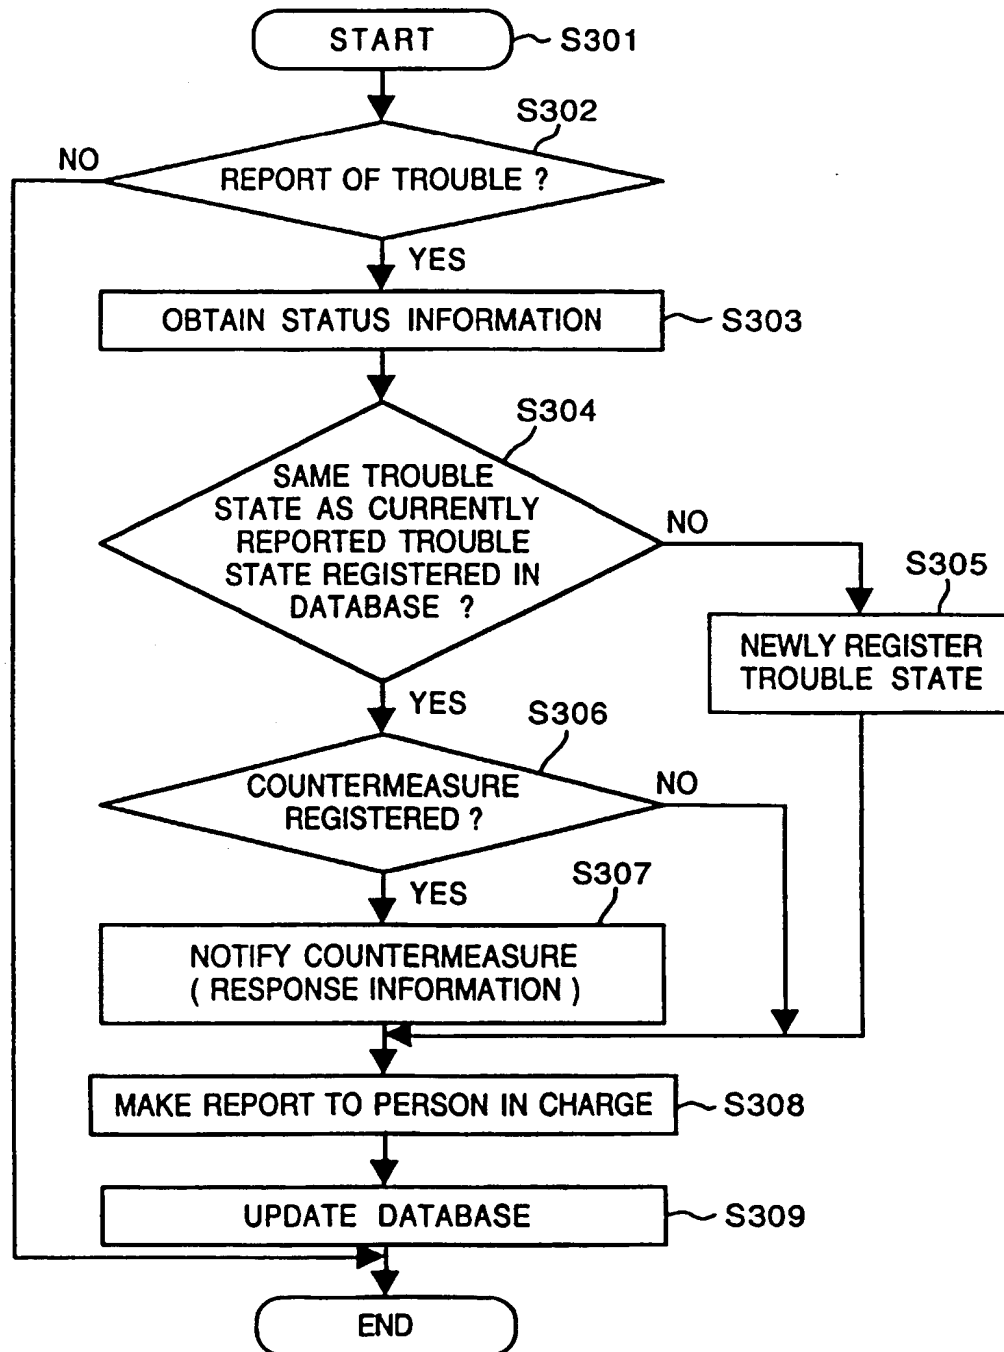 START
S301
S302
NO
REPORT OF TROUBLE ?
YES
OBTAIN STATUS INFORMATION
S303
S304
SAME TROUBLE
STATE AS CURRENTLY
REPORTED TROUBLE
STATE REGISTERED IN
DATABASE ?
NO
S305
NEWLY REGISTER
TROUBLE STATE
YES
S306
COUNTERMEASURE
REGISTERED ?
NO
YES
S307
NOTIFY COUNTERMEASURE
( RESPONSE INFORMATION )
MAKE REPORT TO PERSON IN CHARGE
S308
UPDATE DATABASE
S309
END